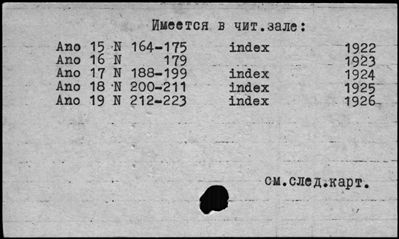 Имеется в чит.зале:
Ano 15 N 164-175 index 1922
Ano 16 N 179 1923
Ano 17 N 188-199 index 1924
Ano 18 N 200-211 index 1925
Ano 19 N 212-223 index 1926
см.след.карт.